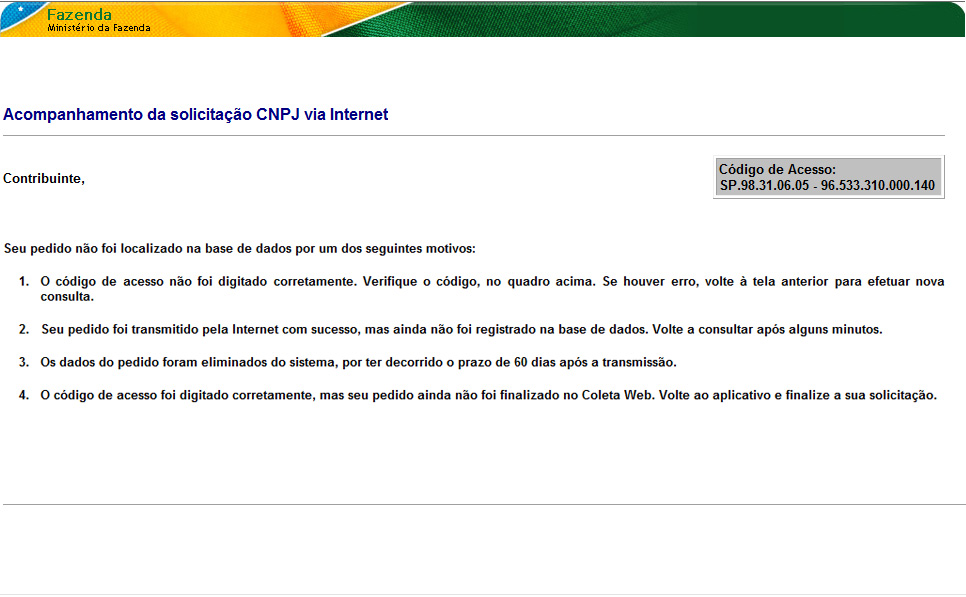 Fazenda
Ministério da Fazenda
Acompanhamento da solicitação CNPJ via Internet
Contribuinte,
Código de Acesso:
SP.98.31.06.05 - 96.533.310.000.140
Seu pedido não foi localizado na base de dados por um dos seguintes motivos:
1. O código de acesso não foi digitado corretamente. Verifique o código, no quadro acima. Se houver erro, volte à tela anterior para efetuar nova
consulta.
2. Seu pedido foi transmitido pela Internet com sucesso, mas ainda não foi registrado na base de dados. Volte a consultar após alguns minutos.
3. Os dados do pedido foram eliminados do sistema, por ter decorrido o prazo de 60 dias após a transmissão.
4. O código de acesso foi digitado corretamente, mas seu pedido ainda não foi finalizado no Coleta Web. Volte ao aplicativo e finalize a sua solicitação.